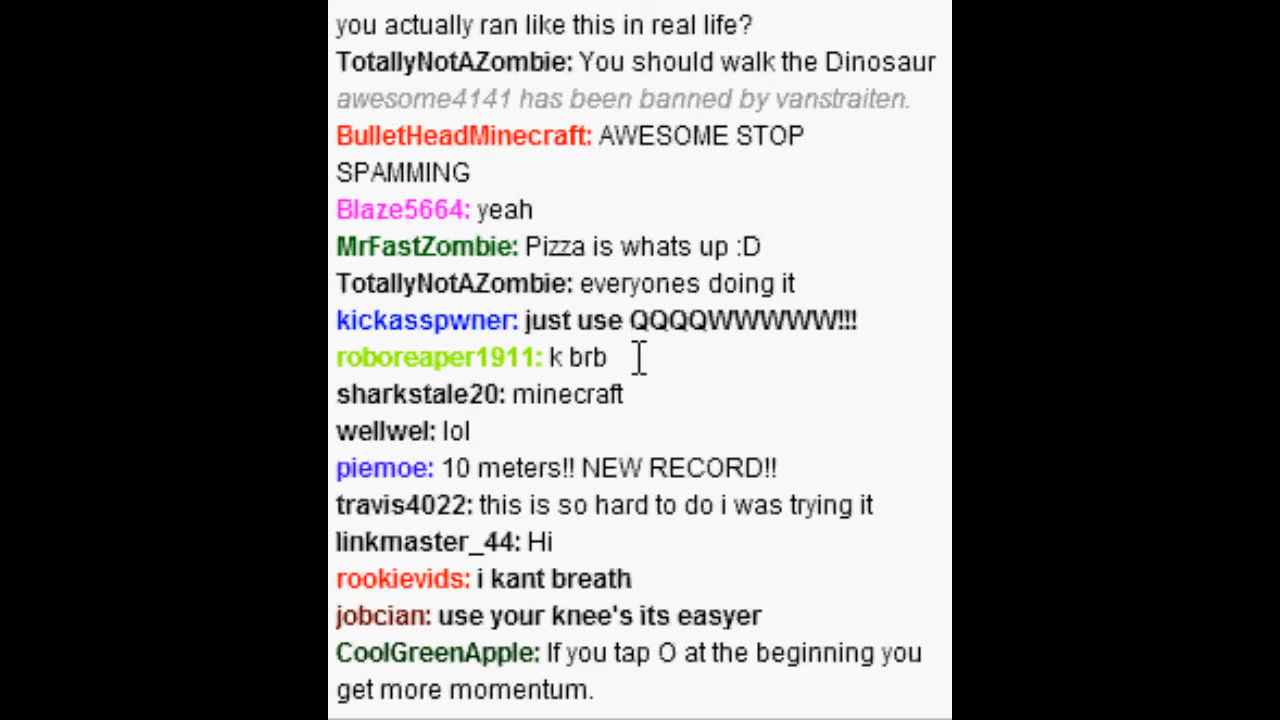 you actually ran like this in real life?
TotallyNotAZombie: You should walk the Dinosaur
awesome4141 has been banned by vanstraiten.
BulletHeadMinecraft: AWESOME STOP
SPAMMING
Blaze5664: yeah
MrFastZombie: Pizza is whats up :D
TotallyNotAZombie: everyones doing it
kickasspwner: just use QQQQWWWWW!!!
roboreaper1911: k brb
sharkstale20: minecraft
wellwel: lol
piemoe: 10 meters!! NEW RECORD!!
travis4022: this is so hard to do i was trying it
linkmaster_44: Hi
rookievids: i kant breath
jobcian: use your knee's its easyer
CoolGreenApple: If you tap O at the beginning you
get more momentum.